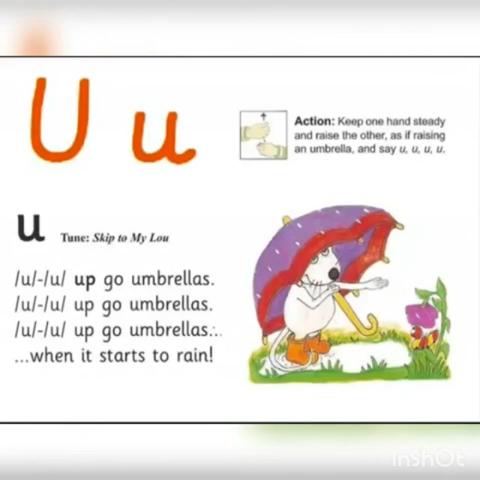 U u
Action: Keep one hand steady
and raise the other, as if raising
an umbrella, and say u, u, u, u.
u Tune: Skip to My Lou
/u/-/u/ up go umbrellas.
/u/-/u/ up go umbrellas.
/u/-/u/ up go umbrellas...
...when it starts to rain!
InShOt